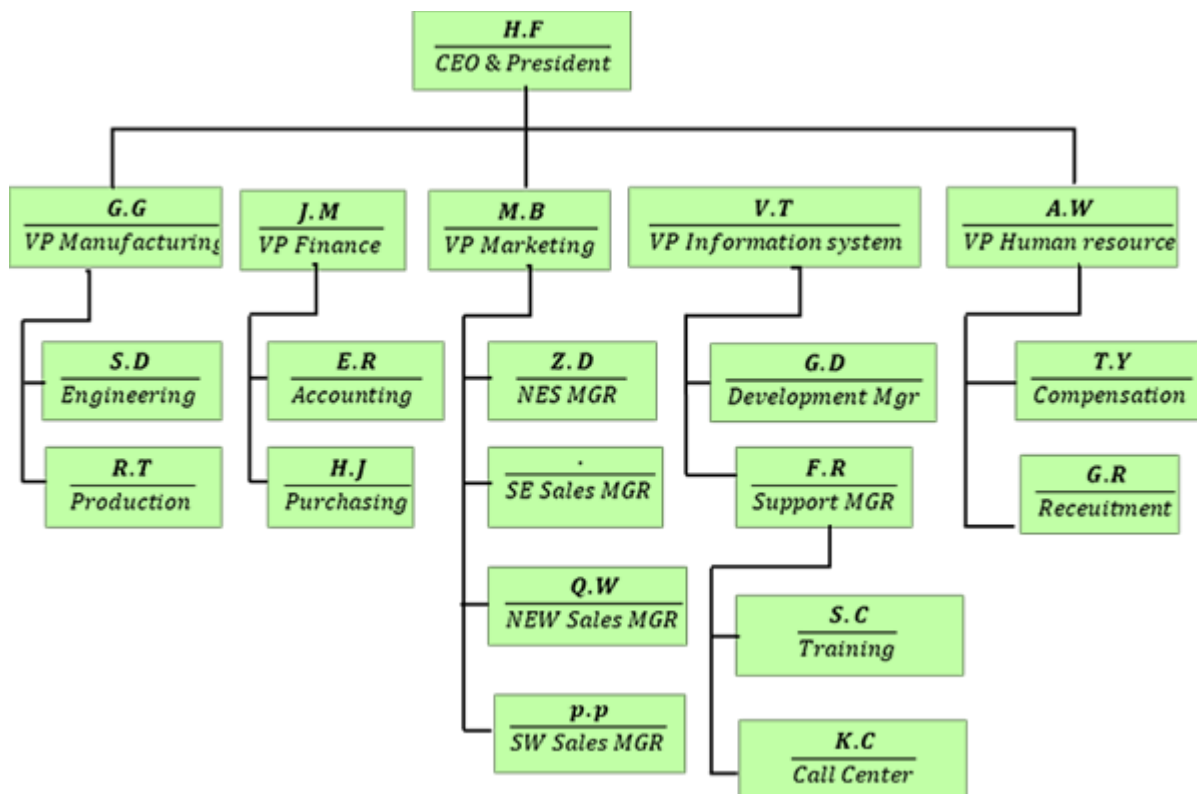 H.F
CEO & President
G.G
VP Manufacturing
J.M
VP Finance
M.B
VP Marketing
V.T
VP Information system
A.W
VP Human resource
S.D
Engineering
E.R
Accounting
Z.D
NES MGR
G.D
Development Mgr
T.Y
Compensation
R.T
Production
H.J
Purchasing
.
SE Sales MGR
F.R
Support MGR
G.R
Receuitment
Q.W
NEW Sales MGR
S.C
Training
p.p
SW Sales MGR
K.C
Call Center